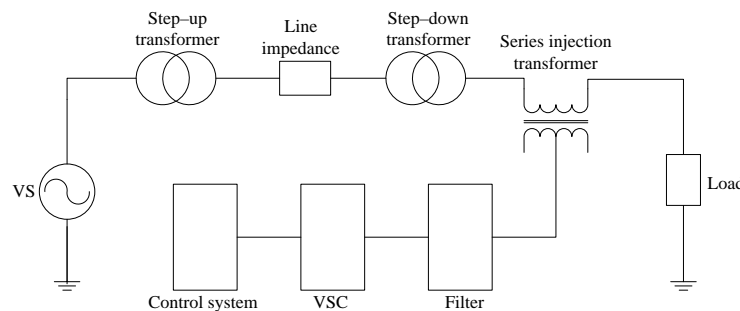 Step–up
transformer
Line
impedance
Step–down
transformer
Series injection
transformer
VS
Load
Control system
VSC
Filter